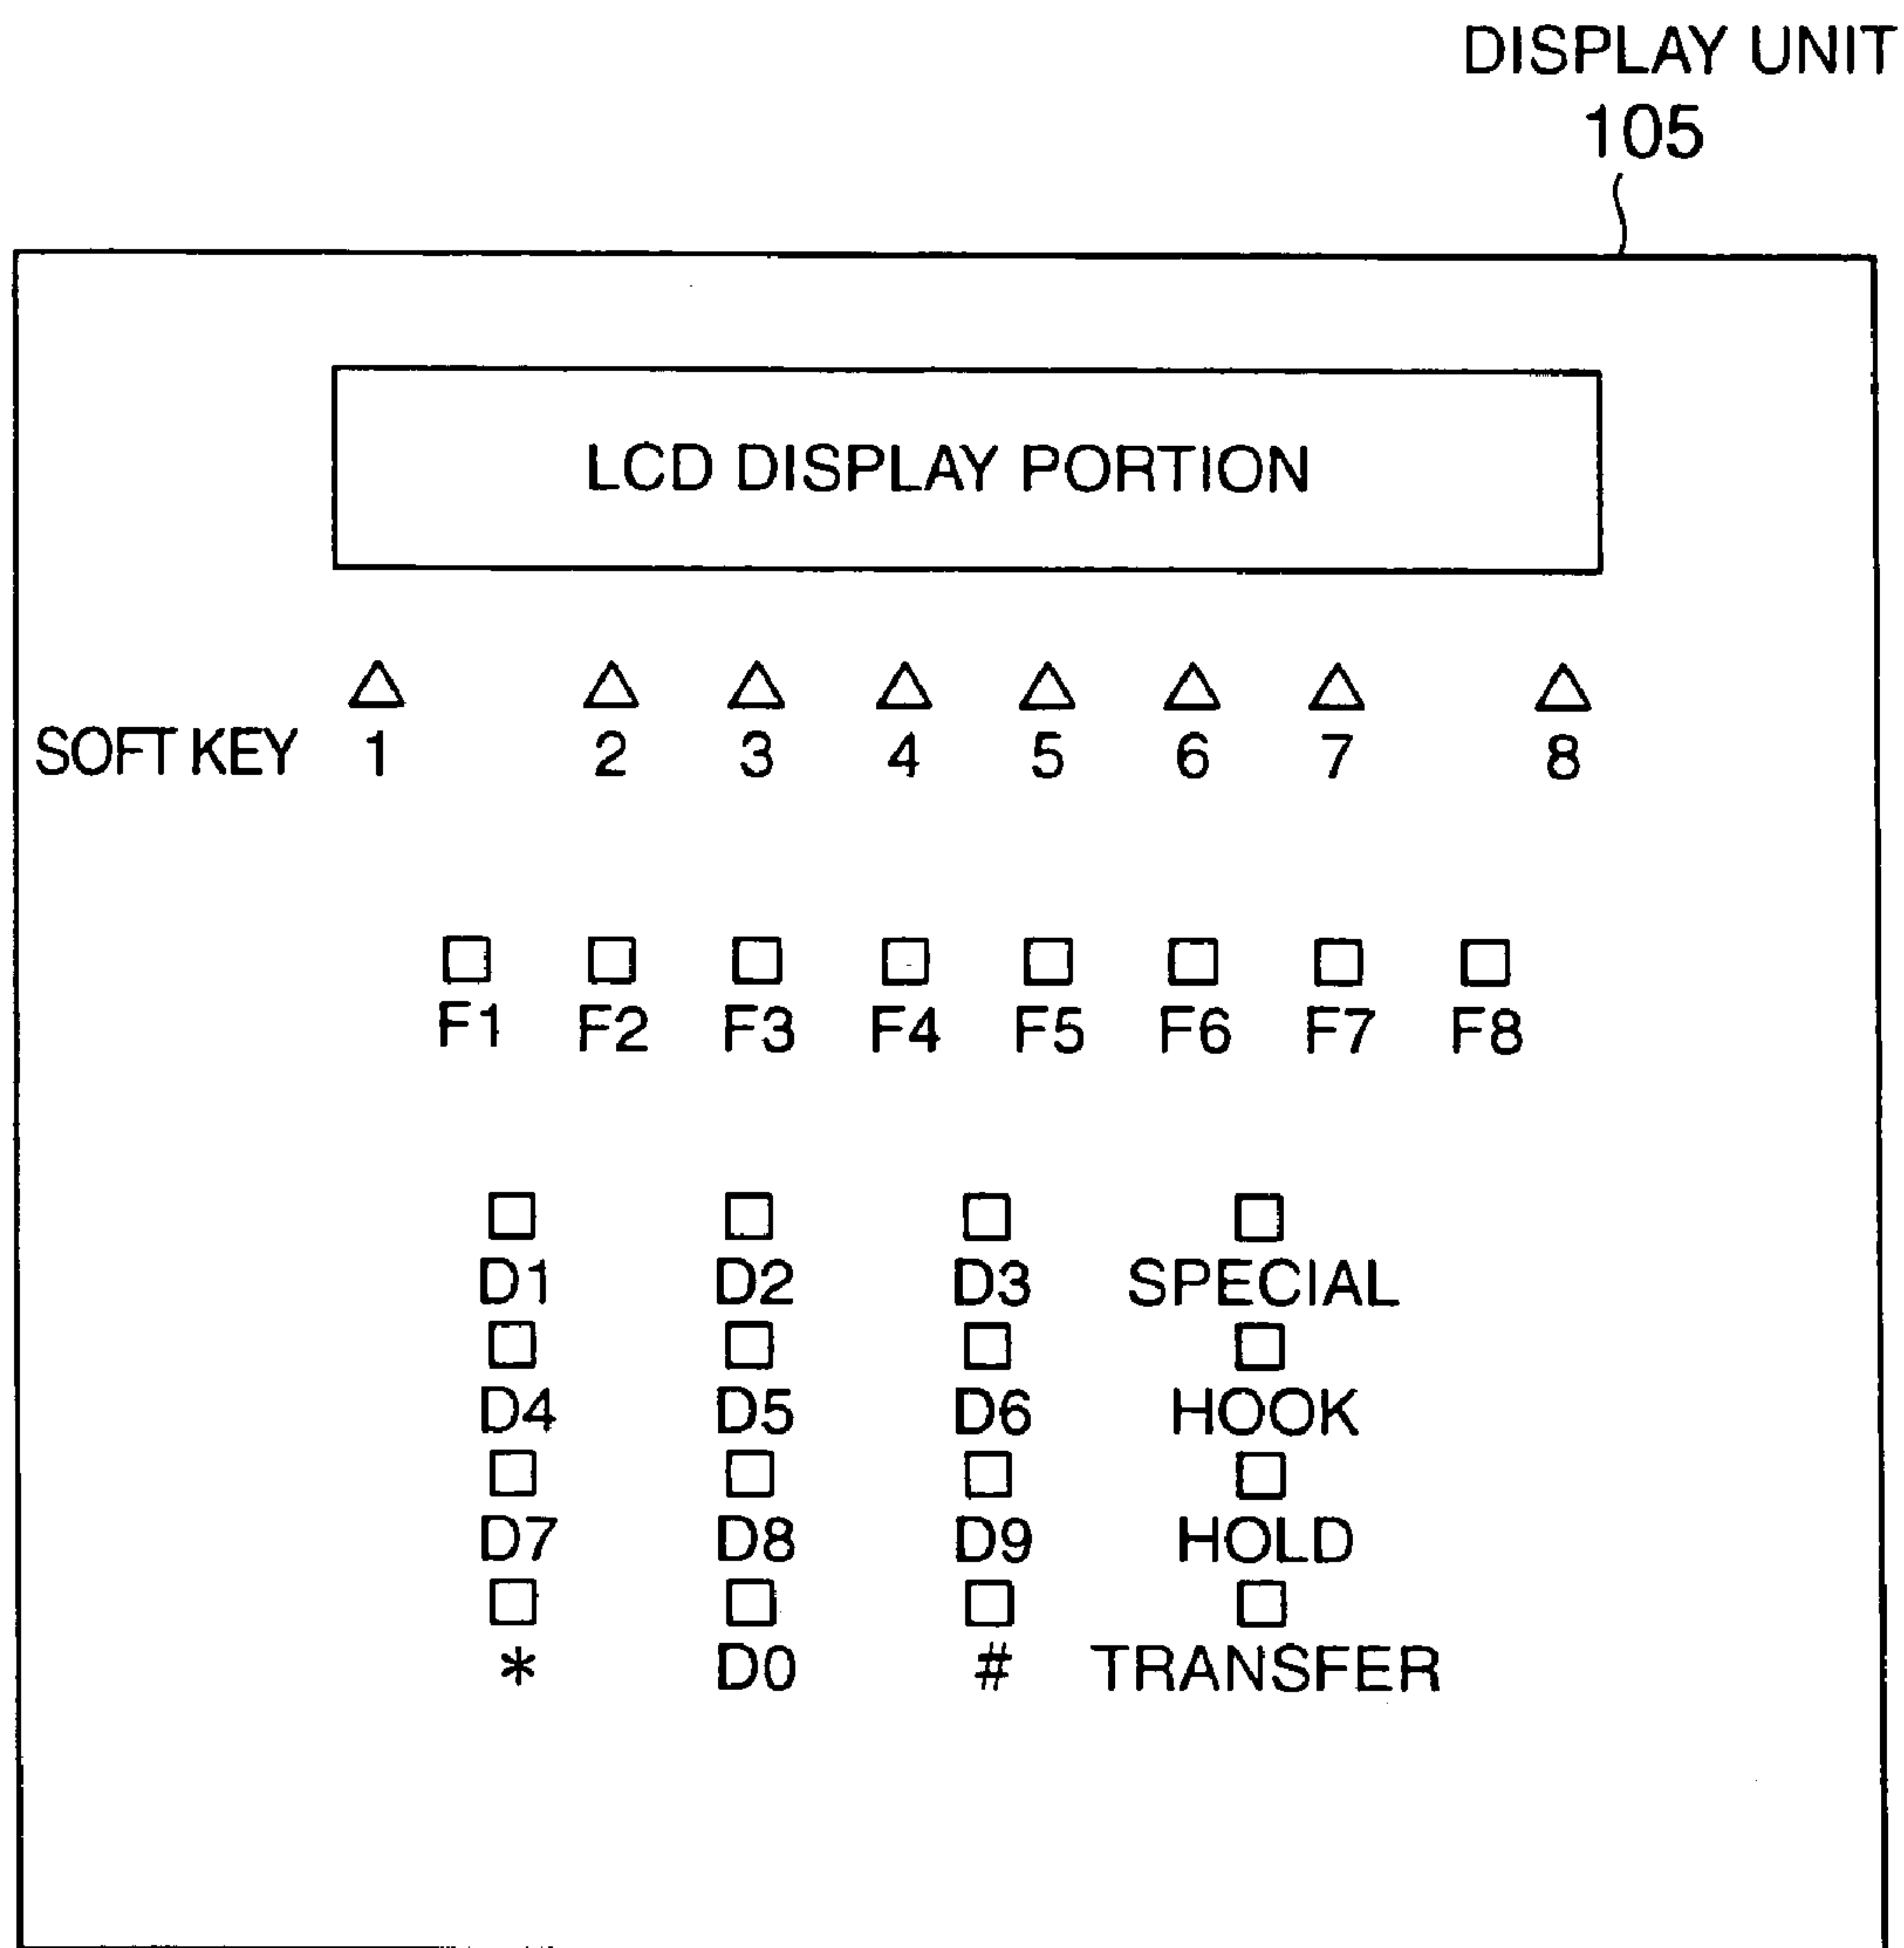 DISPLAY UNIT
105
LCD DISPLAY PORTION
SOFT KEY 1 2 3 4 5 6 7 8
F1 F2 F3 F4 F5 F6 F7 F8
D1 D2 D3 SPECIAL
D4 D5 D6 HOOK
D7 D8 D9 HOLD
* D0 # TRANSFER